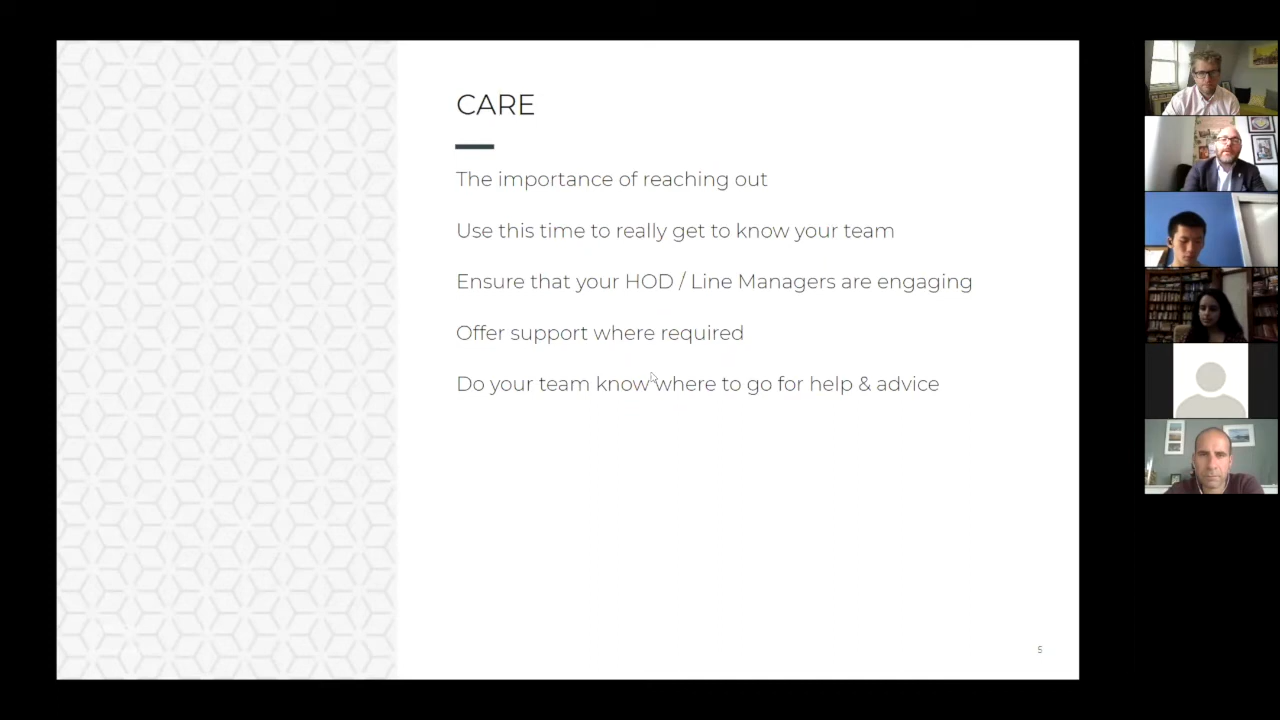 CARE
The importance of reaching out
Use this time to really get to know your team
Ensure that your HOD / Line Managers are engaging
Offer support where required
Do your team know where to go for help & advice
5